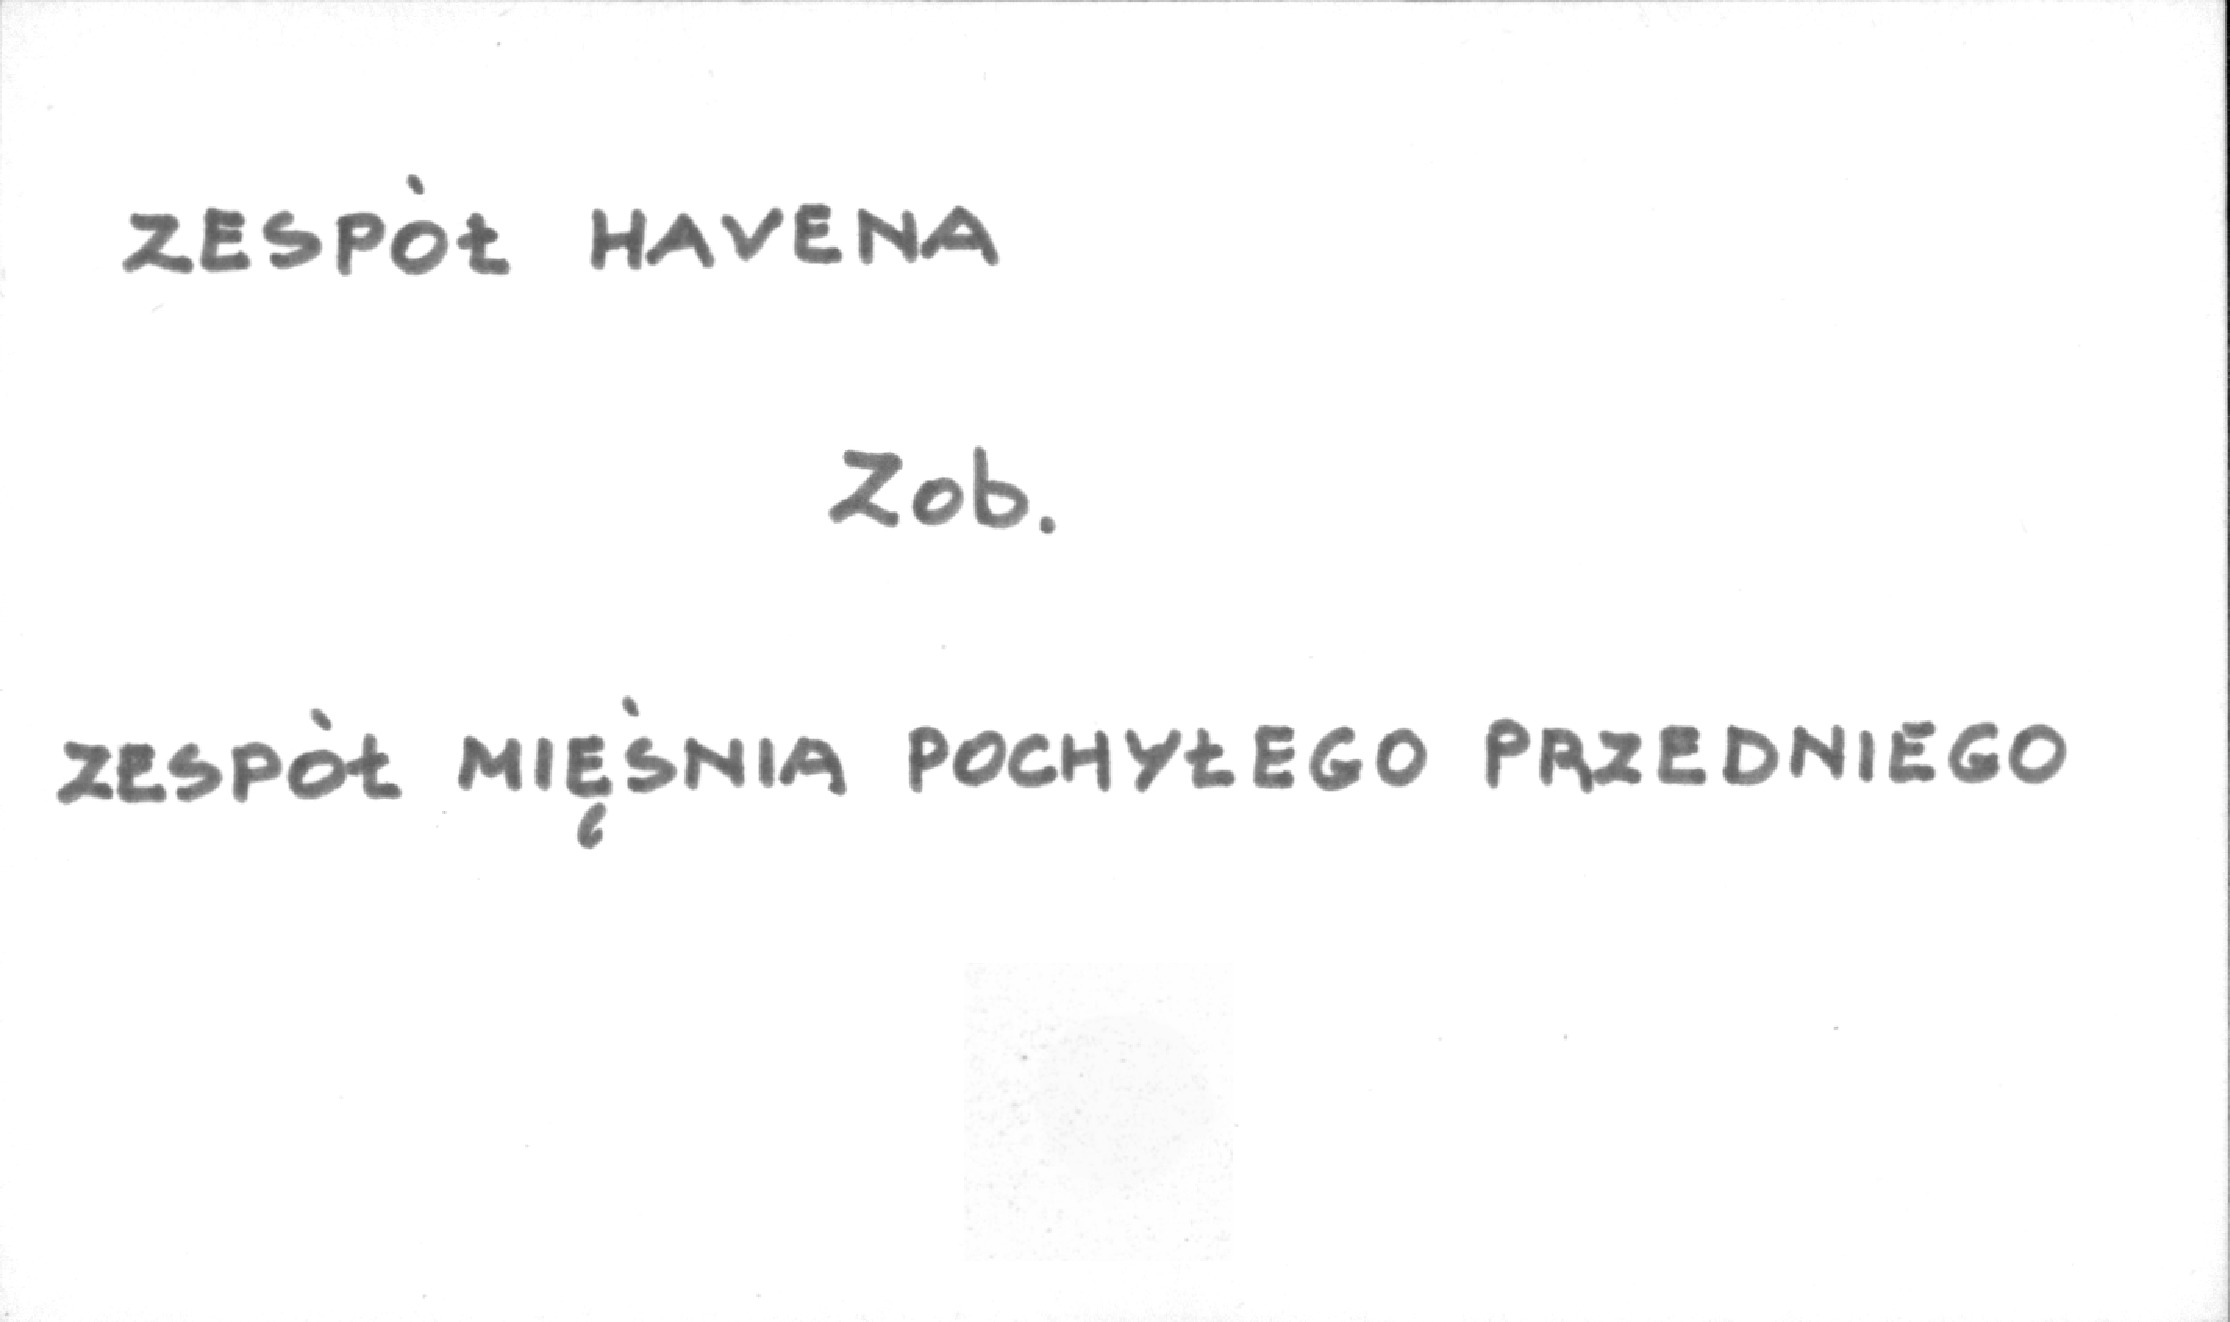 ZESPÓŁ HAVENA
Zob.
ZESPÓŁ MIĘŚNIA POCHYŁEGO PRZEDNIEGO